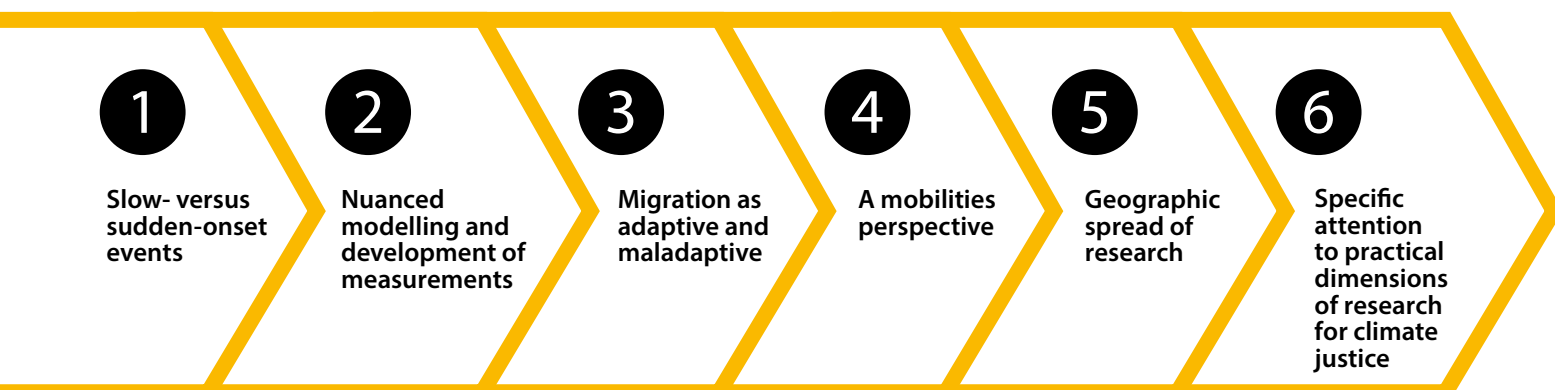 1
Slow- versus
sudden-onset
events
2
Nuanced
modelling and
development of
measurements
3
Migration as
adaptive and
maladaptive
4
A mobilities
perspective
5
Geographic
spread of
research
6
Specific
attention
to practical
dimensions
of research
for climate
justice